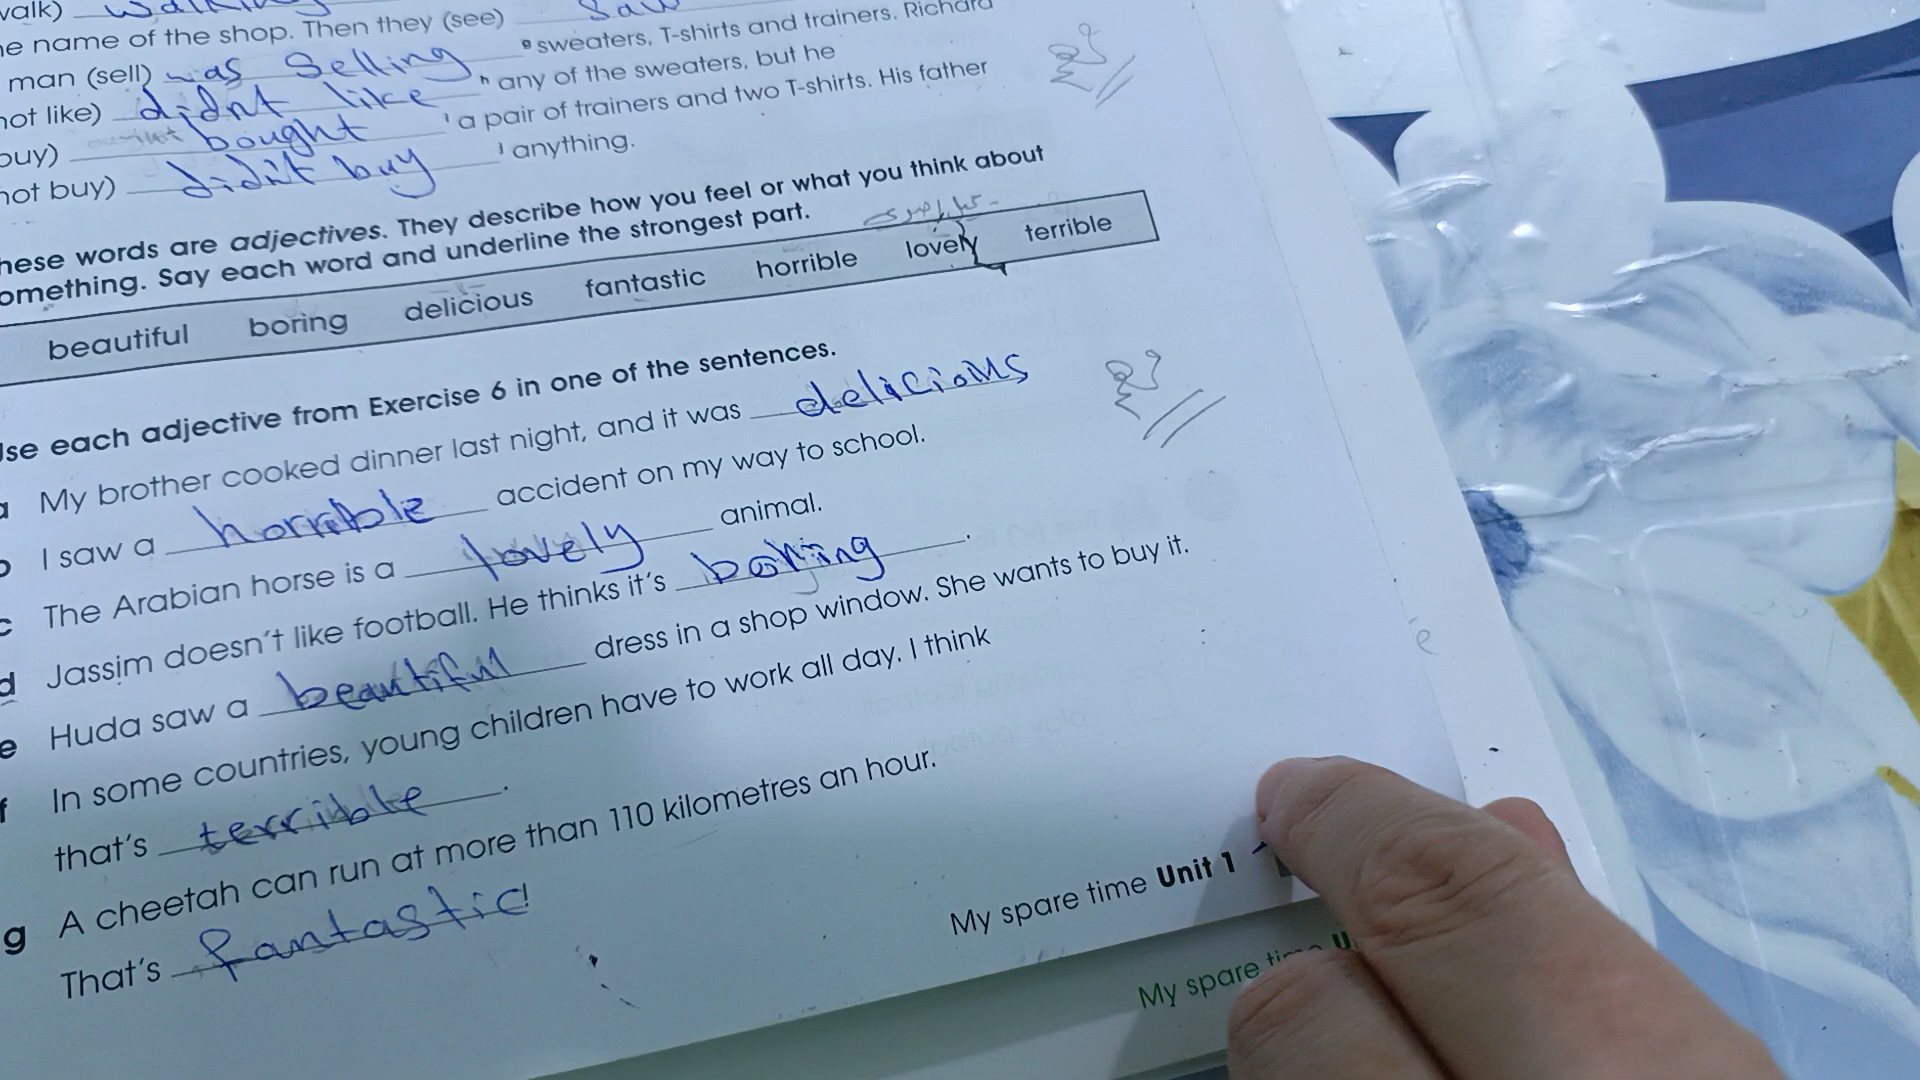 walk) walking
e name of the shop. Then they (see) saw
man (sell) was selling sweaters, T-shirts and trainers. Richard
not like) didnt like any of the sweaters, but he
buy) bought a pair of trainers and two T-shirts. His father
not buy) didn't buy anything.
hese words are adjectives. They describe how you feel or what you think about
omething. Say each word and underline the strongest part.
beautiful boring delicious fantastic horrible lovely terrible
se each adjective from Exercise 6 in one of the sentences.
a My brother cooked dinner last night, and it was delicious
b I saw a horrible accident on my way to school.
c The Arabian horse is a lovely animal.
d Jassim doesn't like football. He thinks it's boring.
e Huda saw a beautiful dress in a shop window. She wants to buy it.
f In some countries, young children have to work all day. I think
that's terrible.
g A cheetah can run at more than 110 kilometres an hour.
That's fantastic!
My spare time Unit 1
My spare time U